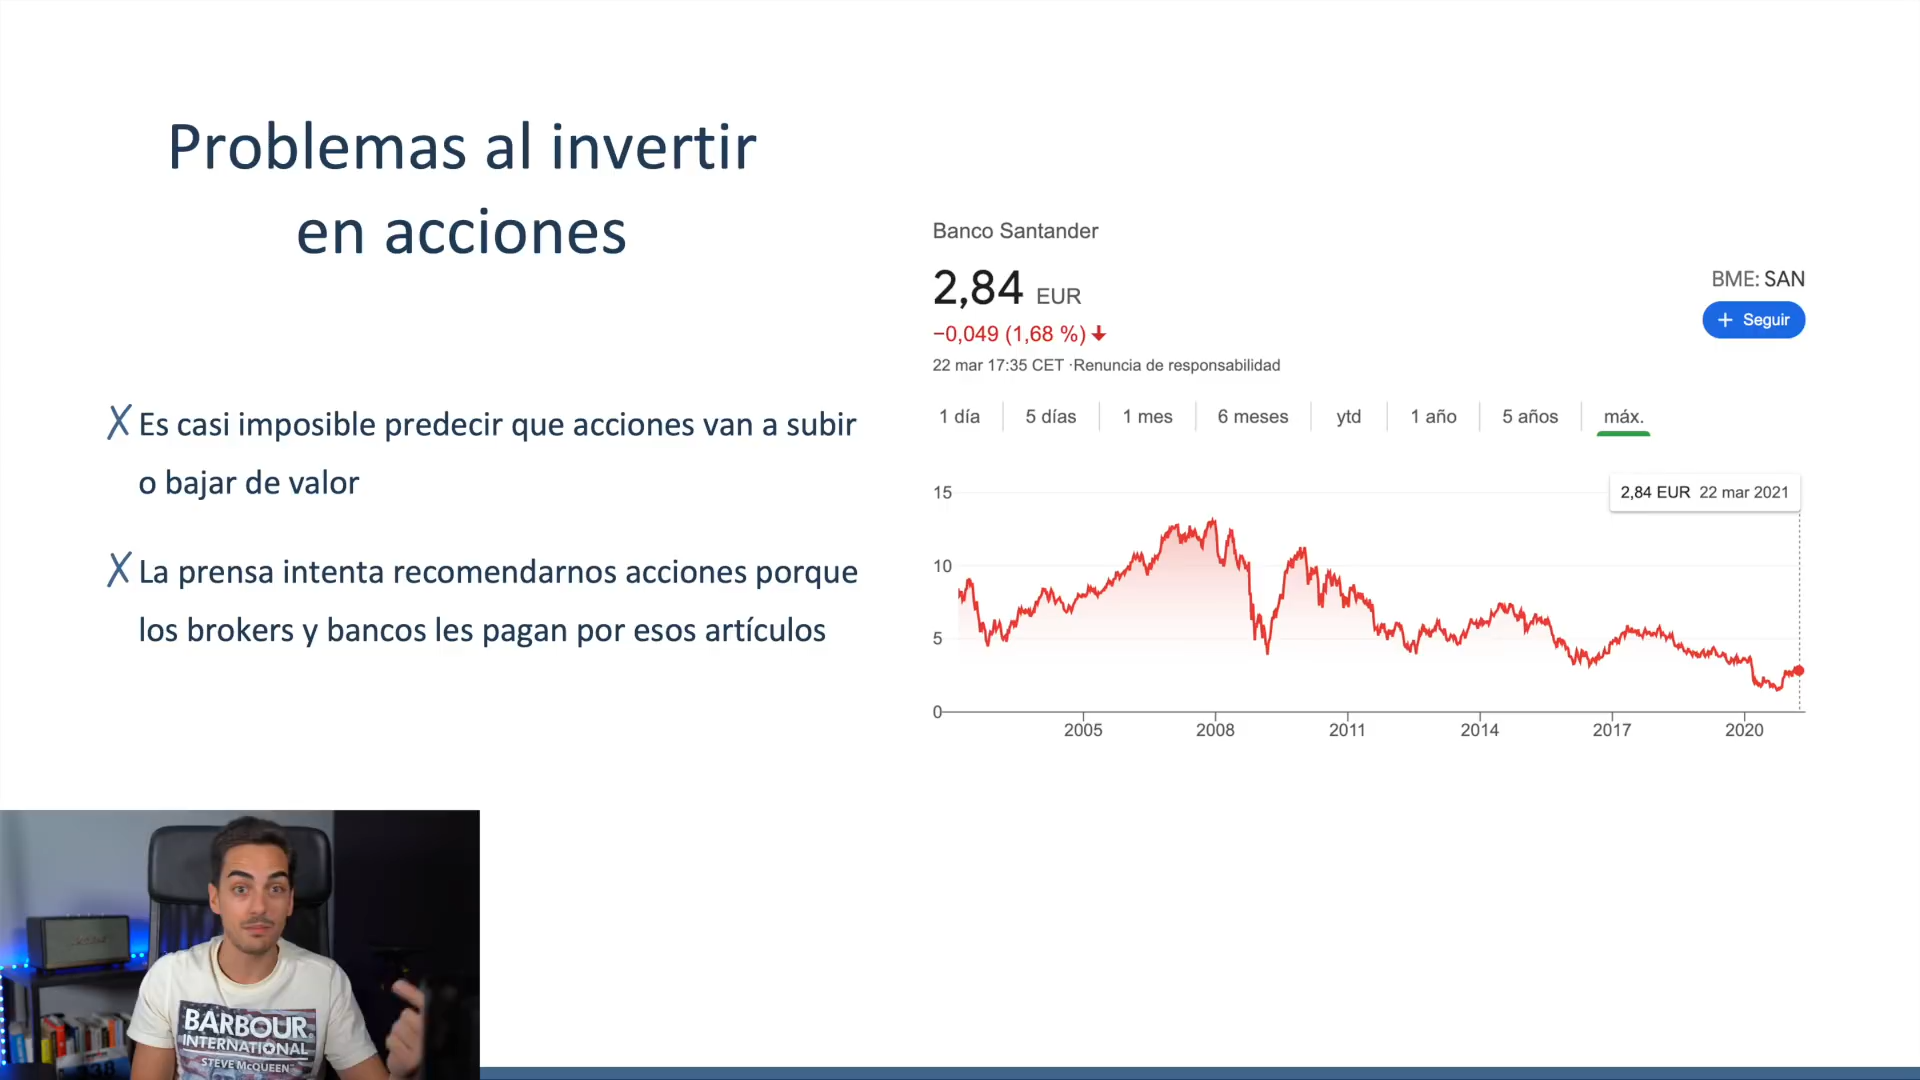 Problemas al invertir
en acciones
X Es casi imposible predecir que acciones van a subir
o bajar de valor
X La prensa intenta recomendarnos acciones porque
los brokers y bancos les pagan por esos artículos
Banco Santander
2,84 EUR
−0,049 (1,68 %)
22 mar 17:35 CET ·Renuncia de responsabilidad
BME: SAN
+ Seguir
1 día 5 días 1 mes 6 meses ytd 1 año 5 años máx.
2,84 EUR 22 mar 2021
15
10
5
0
2005 2008 2011 2014 2017 2020
BARBOUR
INTERNATIONAL
STEVE McQUEEN